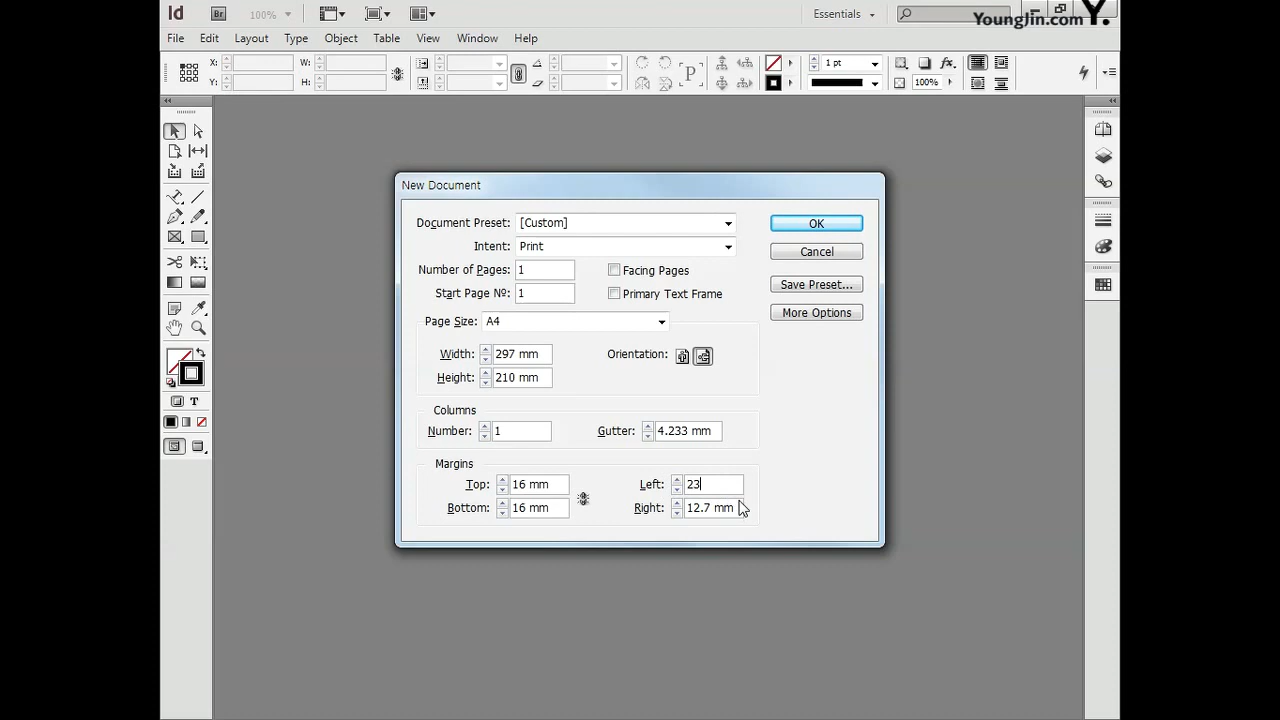 Id Br 100% Essentials
YoungJin.com Y.
File Edit Layout Type Object Table View Window Help
X: W: 1 pt fx.
Y: H: P 100%
New Document
Document Preset: [Custom] OK
Intent: Print Cancel
Number of Pages: 1 Facing Pages
Start Page Nº: 1 Primary Text Frame Save Preset...
Page Size: A4 More Options
Width: 297 mm Orientation:
Height: 210 mm
Columns
Number: 1 Gutter: 4.233 mm
Margins
Top: 16 mm Left: 23
Bottom: 16 mm Right: 12.7 mm
T